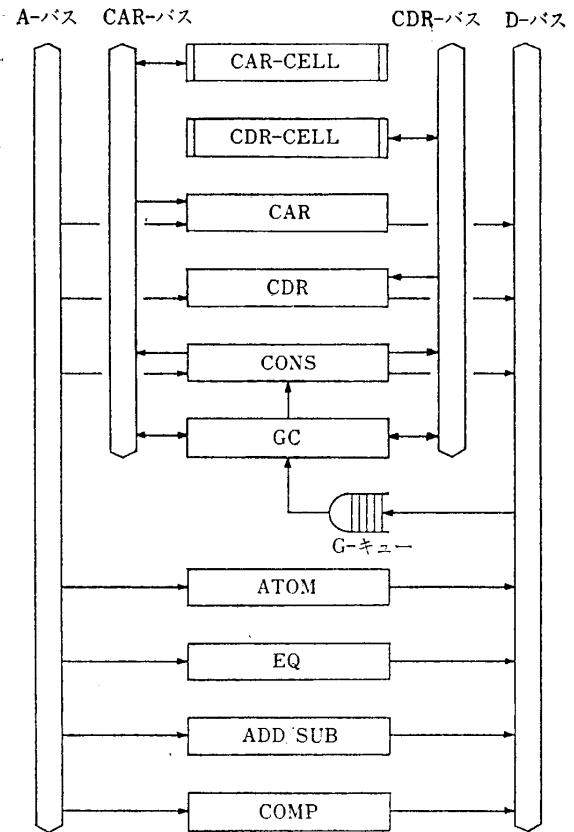 A-バス CAR-バス CDR-バス D-バス
CAR-CELL
CDR-CELL
CAR
CDR
CONS
GC
G-キュー
ATOM
EQ
ADD SUB
COMP